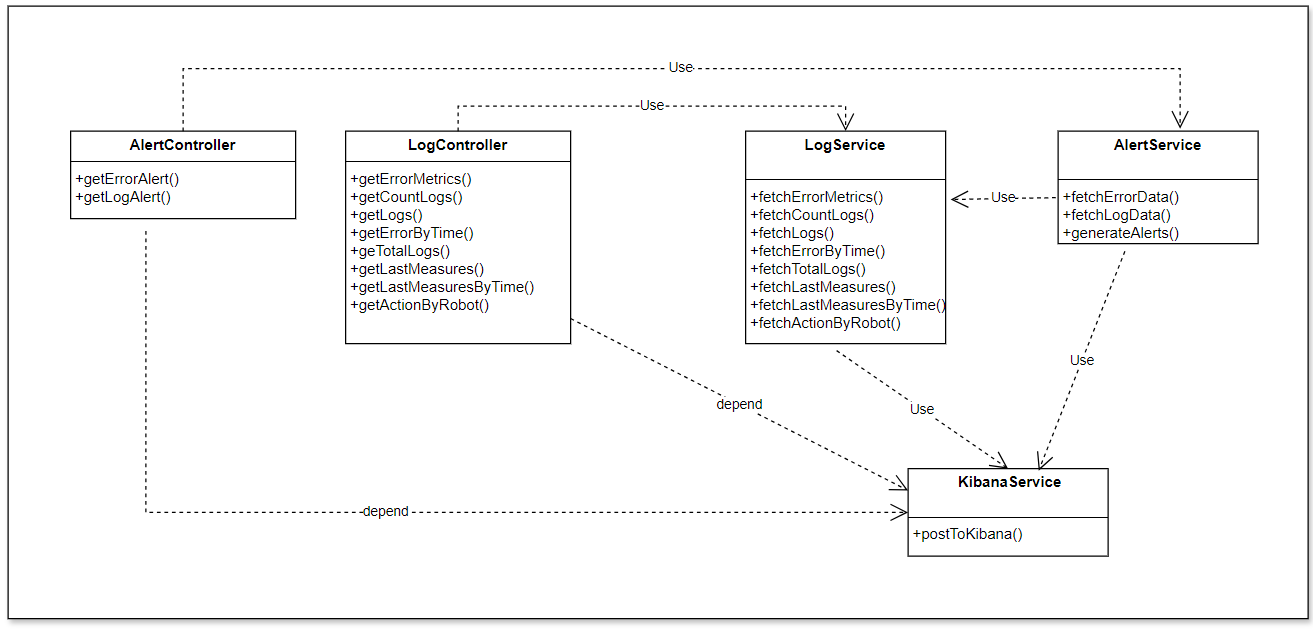 Use
Use
AlertController
+getErrorAlert()
+getLogAlert()
LogController
+getErrorMetrics()
+getCountLogs()
+getLogs()
+getErrorByTime()
+geTotalLogs()
+getLastMeasures()
+getLastMeasuresByTime()
+getActionByRobot()
LogService
+fetchErrorMetrics()
+fetchCountLogs()
+fetchLogs()
+fetchErrorByTime()
+fetchTotalLogs()
+fetchLastMeasures()
+fetchLastMeasuresByTime()
+fetchActionByRobot()
Use
AlertService
+fetchErrorData()
+fetchLogData()
+generateAlerts()
Use
depend
Use
KibanaService
+postToKibana()
depend